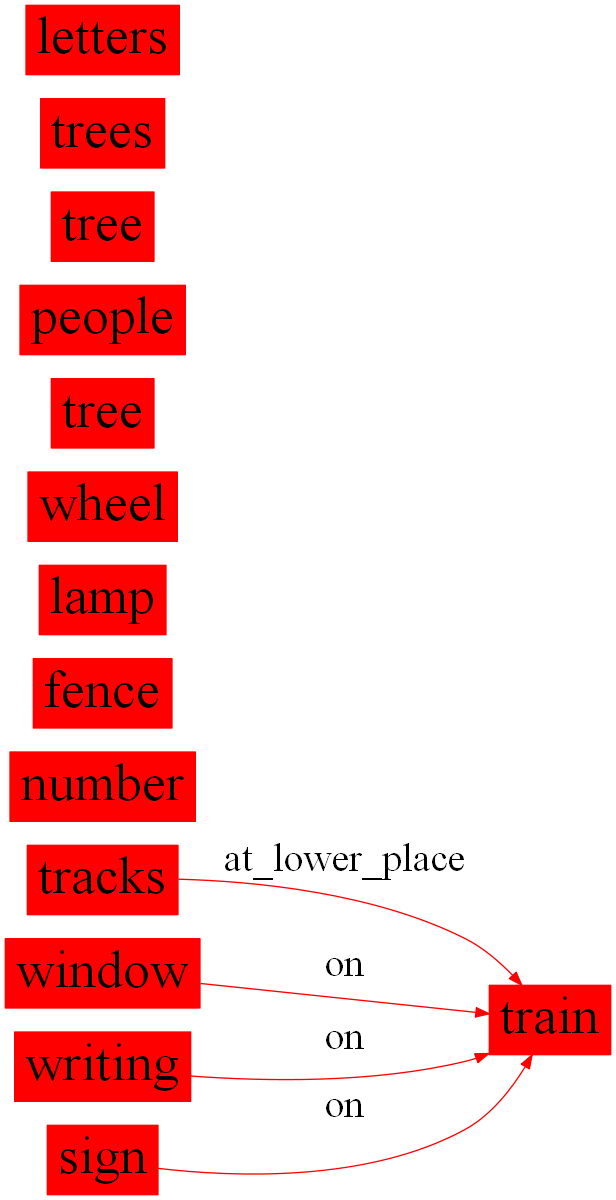 letters
trees
tree
people
tree
wheel
lamp
fence
number
tracks
at_lower_place
window
on
train
writing
on
sign
on